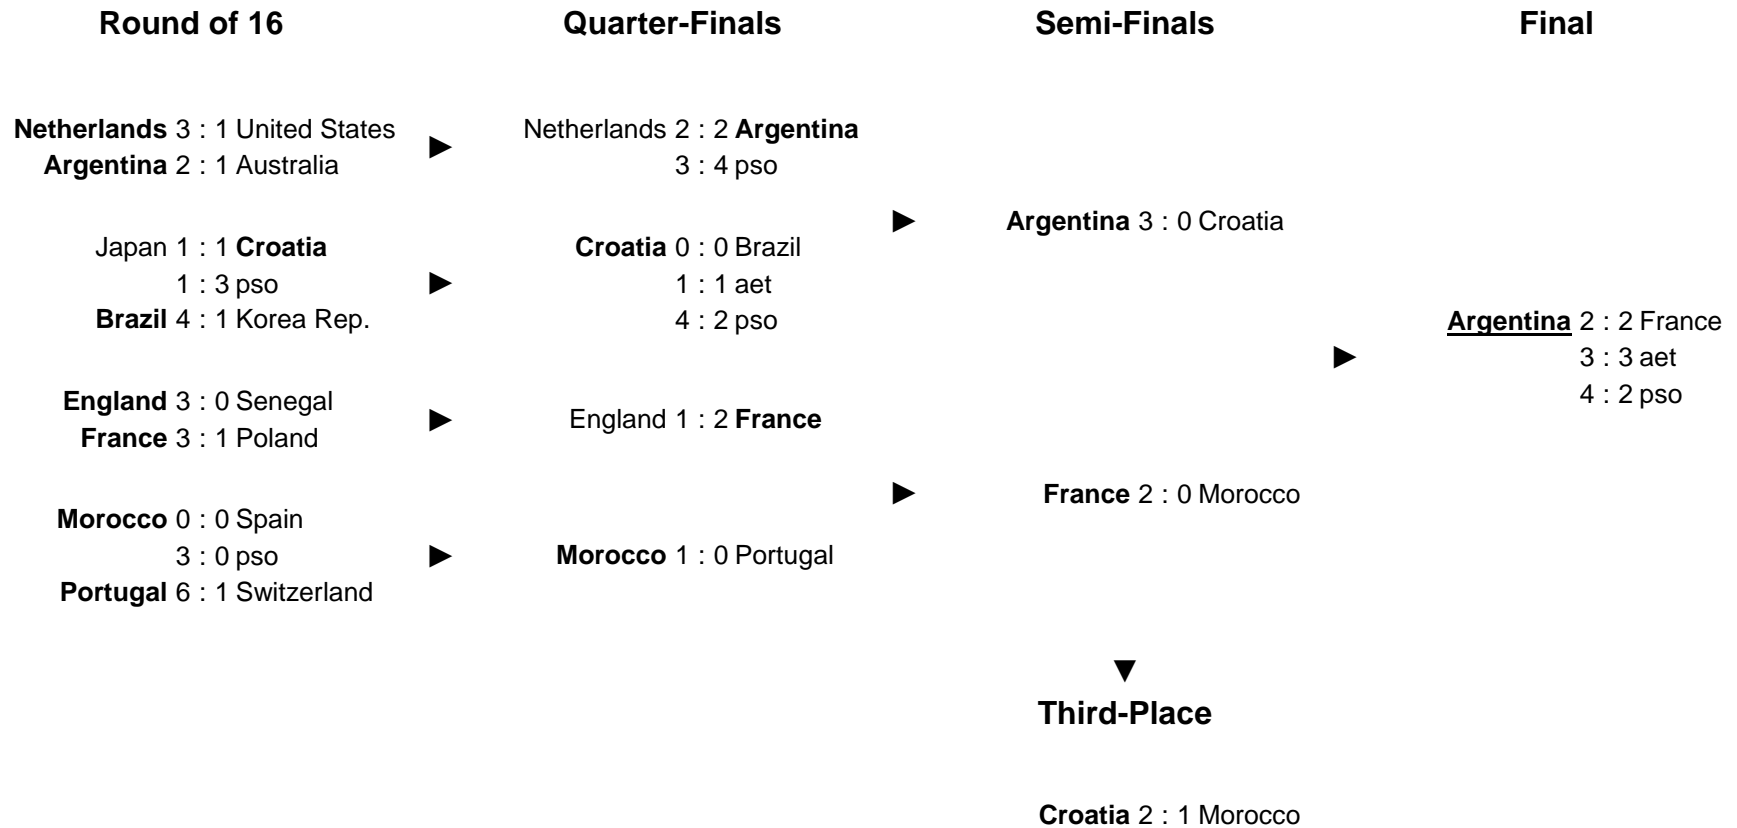 Round of 16
Quarter-Finals
Semi-Finals
Final
Netherlands 3 : 1 United States
Argentina 2 : 1 Australia
Japan 1 : 1 Croatia
1 : 3 pso
Brazil 4 : 1 Korea Rep.
England 3 : 0 Senegal
France 3 : 1 Poland
Morocco 0 : 0 Spain
3 : 0 pso
Portugal 6 : 1 Switzerland
Netherlands 2 : 2 Argentina
3 : 4 pso
Croatia 0 : 0 Brazil
1 : 1 aet
4 : 2 pso
England 1 : 2 France
Morocco 1 : 0 Portugal
Argentina 3 : 0 Croatia
France 2 : 0 Morocco
Argentina 2 : 2 France
3 : 3 aet
4 : 2 pso
Third-Place
Croatia 2 : 1 Morocco